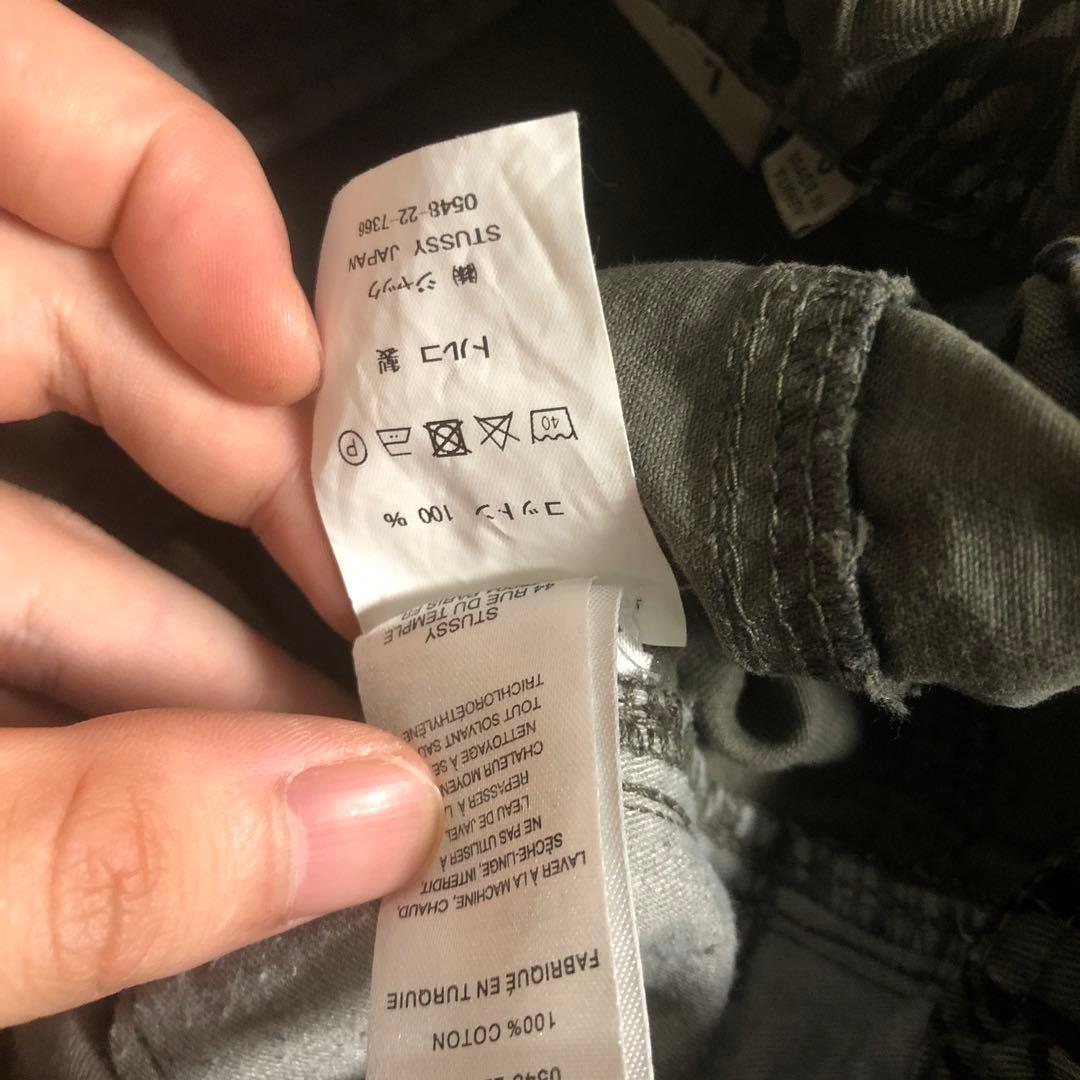 100% COTON
FABRIQUÉ EN TURQUIE
LAVER À LA MACHINE, CHAUD,
SÈCHE-LINGE, INTERDIT.
NE PAS UTILISER À
L'EAU DE JAVEL
REPASSER À
CHALEUR
NETTOYAGE À
TOUT SOLVANT
TRICHLOROÉTHYLÈNE
STUSSY
44 RUE DU TEMPLE
コットン 100 %
40 P
トルコ 製
㈱ ジャック
STUSSY JAPAN
0548-22-7366